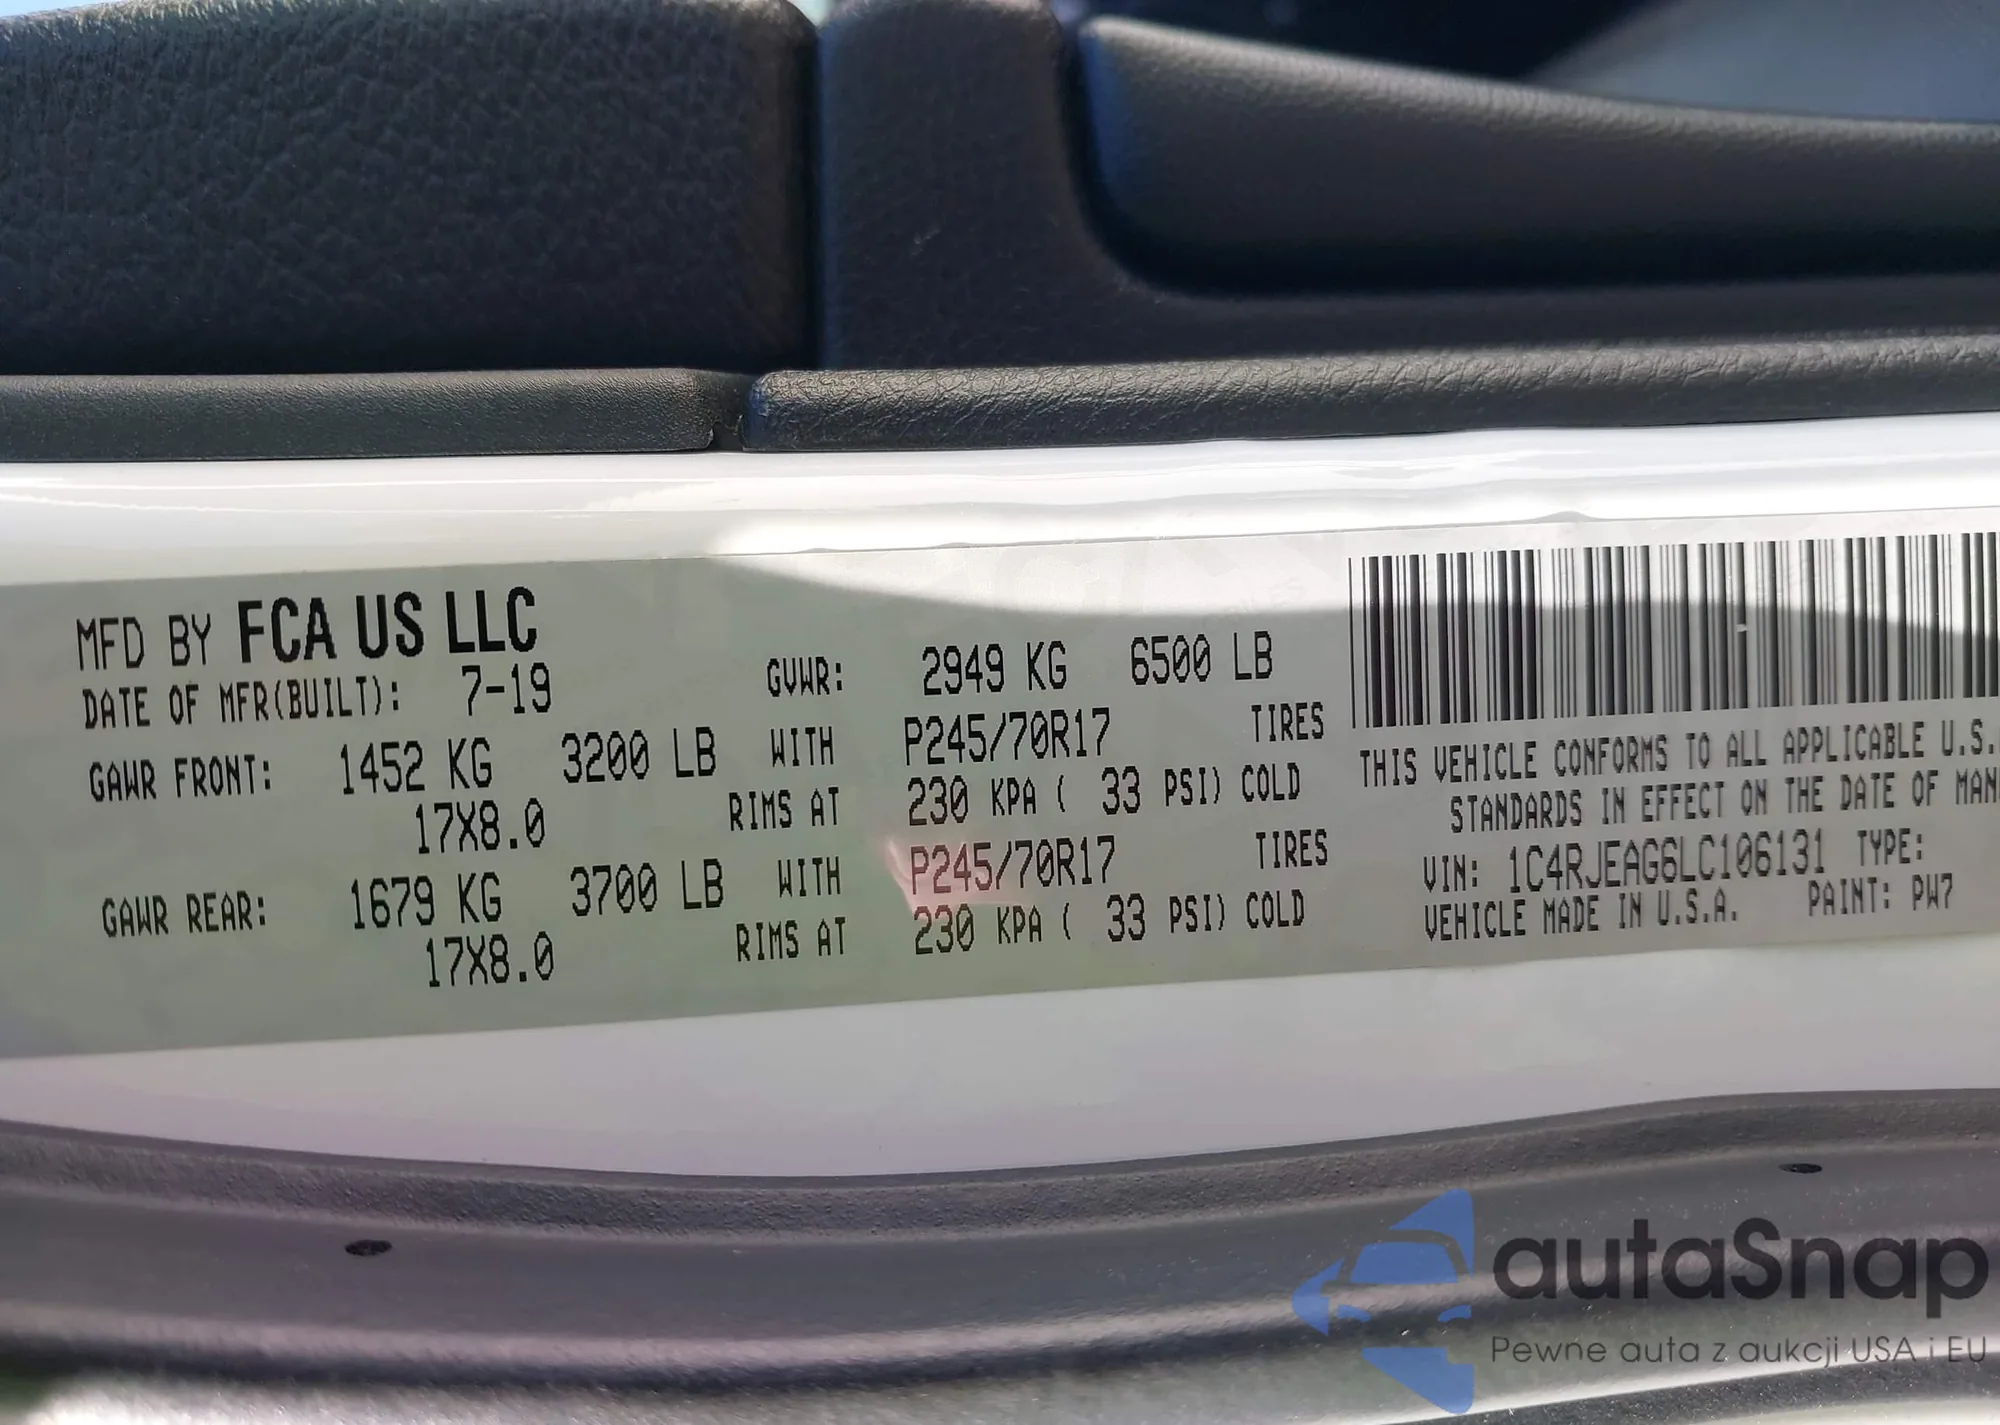 MFD BY FCA US LLC
DATE OF MFR(BUILT): 7-19 GVWR: 2949 KG 6500 LB
GAWR FRONT: 1452 KG 3200 LB WITH P245/70R17 TIRES
17X8.0 RIMS AT 230 KPA ( 33 PSI) COLD
GAWR REAR: 1679 KG 3700 LB WITH P245/70R17 TIRES
17X8.0 RIMS AT 230 KPA ( 33 PSI) COLD
THIS VEHICLE CONFORMS TO ALL APPLICABLE U.S.
STANDARDS IN EFFECT ON THE DATE OF MAN
VIN: 1C4RJEAG6LC106131 TYPE:
VEHICLE MADE IN U.S.A. PAINT: PW7
autaSnap
Pewne auta z aukcji USA i EU